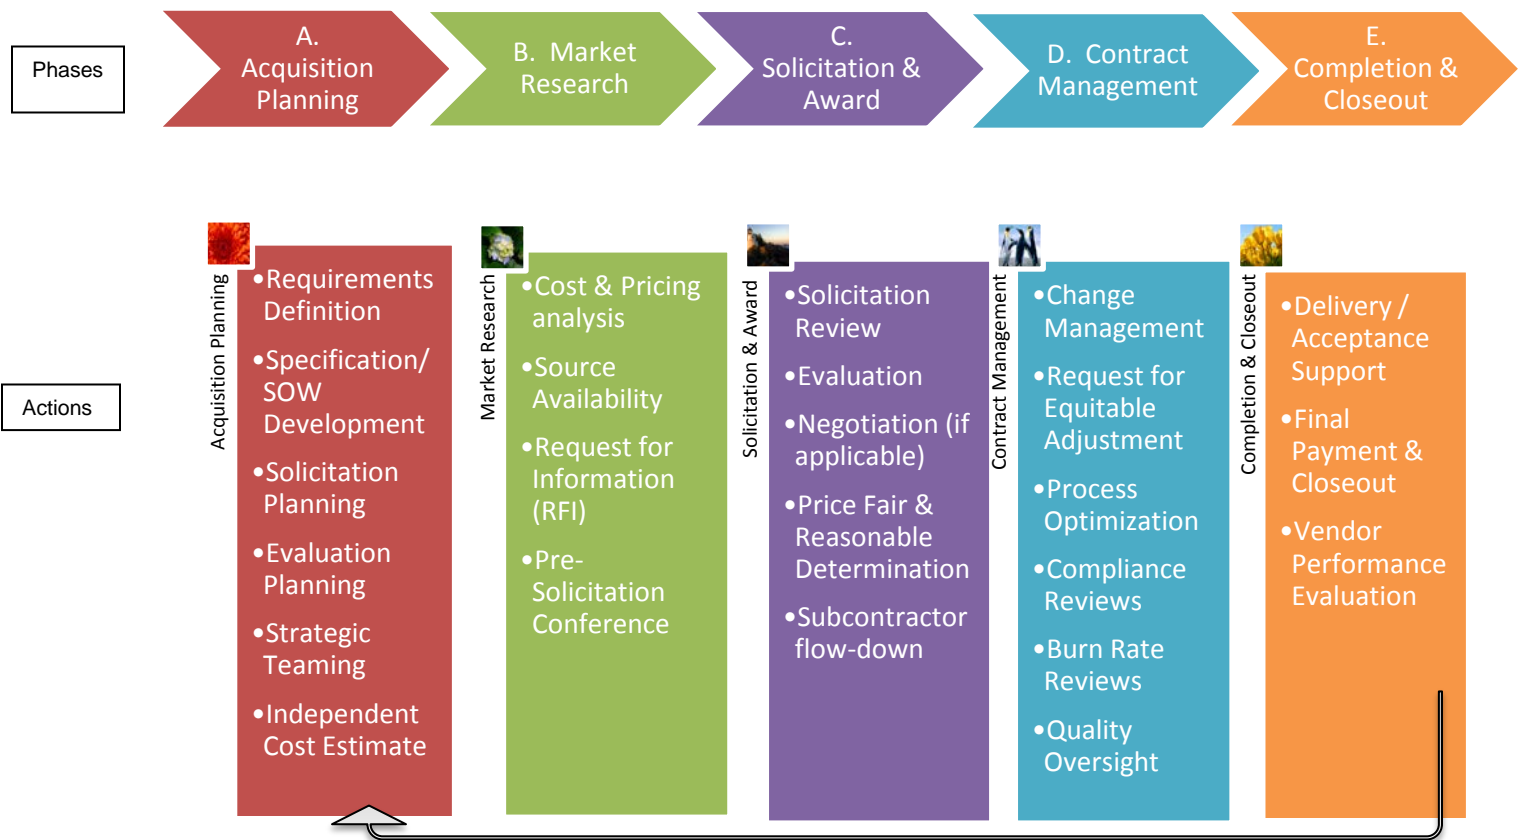 Phases
A.
Acquisition
Planning
B. Market
Research
C.
Solicitation &
Award
D. Contract
Management
E.
Completion &
Closeout
Actions
Acquisition Planning
•Requirements
Definition
•Specification/
SOW
Development
•Solicitation
Planning
•Evaluation
Planning
•Strategic
Teaming
•Independent
Cost Estimate
Market Research
•Cost & Pricing
analysis
•Source
Availability
•Request for
Information
(RFI)
•Pre-
Solicitation
Conference
Solicitation & Award
•Solicitation
Review
•Evaluation
•Negotiation (if
applicable)
•Price Fair &
Reasonable
Determination
•Subcontractor
flow-down
Contract Management
•Change
Management
•Request for
Equitable
Adjustment
•Process
Optimization
•Compliance
Reviews
•Burn Rate
Reviews
•Quality
Oversight
Completion & Closeout
•Delivery /
Acceptance
Support
•Final
Payment &
Closeout
•Vendor
Performance
Evaluation